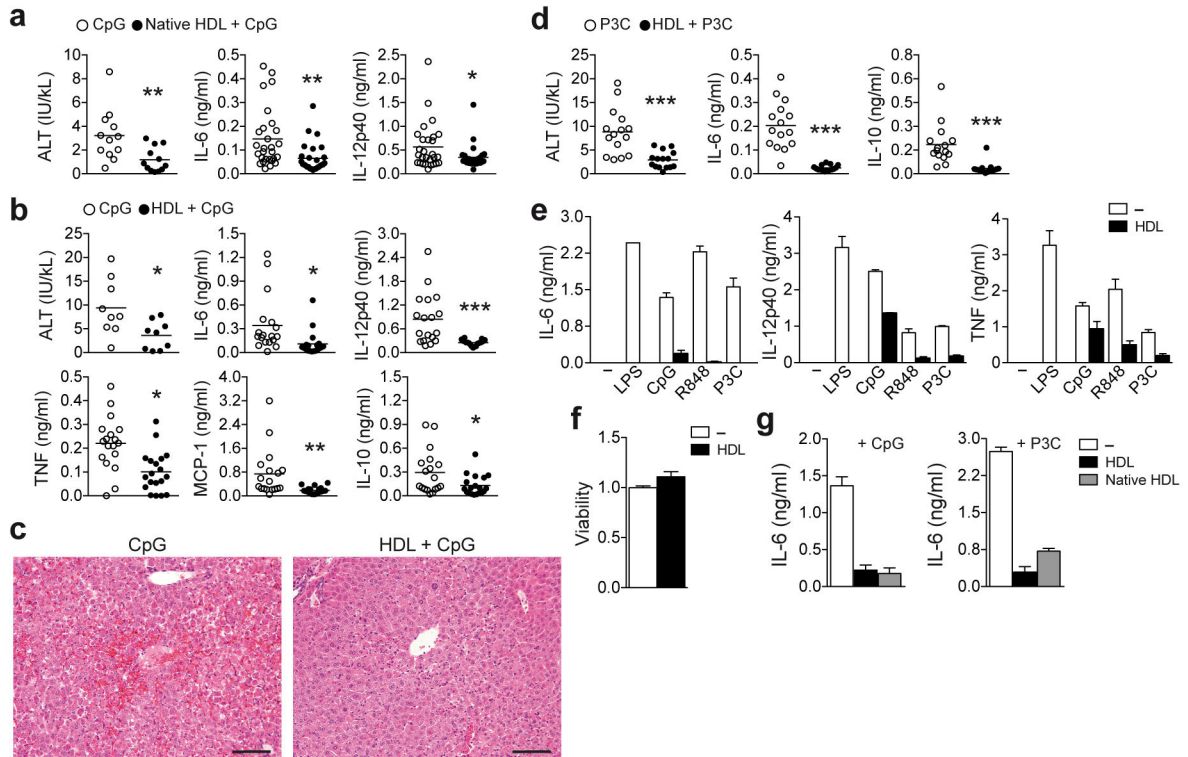 a
○ CpG ● Native HDL + CpG
ALT (IU/kL)
10
8
6
4
2
0
**
IL-6 (ng/ml)
0.5
0.4
0.3
0.2
0.1
0.0
**
IL-12p40 (ng/ml)
2.5
2.0
1.5
1.0
0.5
0.0
*
b
○ CpG ● HDL + CpG
ALT (IU/kL)
25
20
15
10
5
0
*
IL-6 (ng/ml)
1.5
1.2
0.9
0.6
0.3
0.0
*
IL-12p40 (ng/ml)
3.0
2.4
1.8
1.2
0.6
0.0
***
TNF (ng/ml)
0.5
0.4
0.3
0.2
0.1
0.0
*
MCP-1 (ng/ml)
4.0
3.2
2.4
1.6
0.8
0.0
**
IL-10 (ng/ml)
1.5
1.2
0.9
0.6
0.3
0.0
*
c
CpG
HDL + CpG
d
○ P3C ● HDL + P3C
ALT (IU/kL)
25
20
15
10
5
0
***
IL-6 (ng/ml)
0.5
0.4
0.3
0.2
0.1
0.0
***
IL-10 (ng/ml)
0.8
0.6
0.5
0.3
0.2
0.0
***
e
IL-6 (ng/ml)
3.0
2.2
1.5
0.8
0.0
– LPS CpG R848 P3C
IL-12p40 (ng/ml)
4
3
2
1
0
– LPS CpG R848 P3C
TNF (ng/ml)
4
3
2
1
0
– LPS CpG R848 P3C
–
HDL
f
Viability
1.5
1.0
0.5
0.0
–
HDL
g
+ CpG
IL-6 (ng/ml)
2.0
1.5
1.0
0.5
0.0
+ P3C
IL-6 (ng/ml)
3.0
2.2
1.5
0.8
0.0
–
HDL
Native HDL